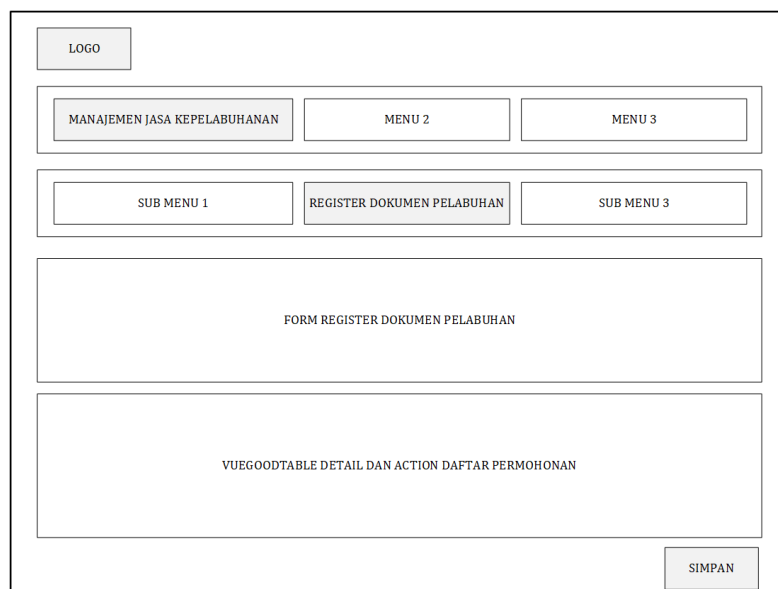 LOGO
MANAJEMEN JASA KEPELABUHANAN
MENU 2
MENU 3
SUB MENU 1
REGISTER DOKUMEN PELABUHAN
SUB MENU 3
FORM REGISTER DOKUMEN PELABUHAN
VUEGOODTABLE DETAIL DAN ACTION DAFTAR PERMOHONAN
SIMPAN